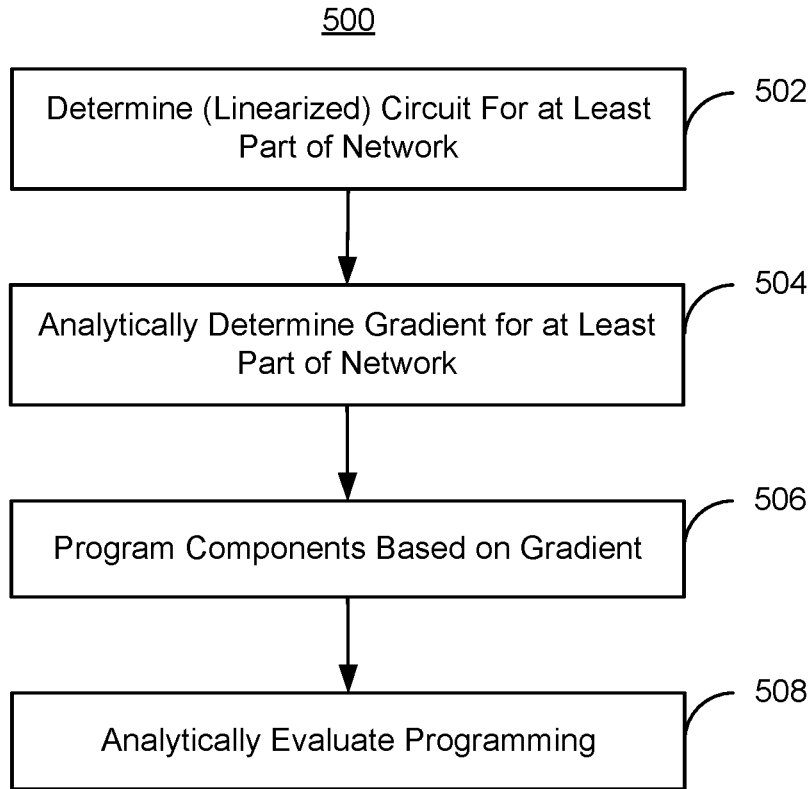 500
Determine (Linearized) Circuit For at Least
Part of Network
502
Analytically Determine Gradient for at Least
Part of Network
504
Program Components Based on Gradient
506
Analytically Evaluate Programming
508